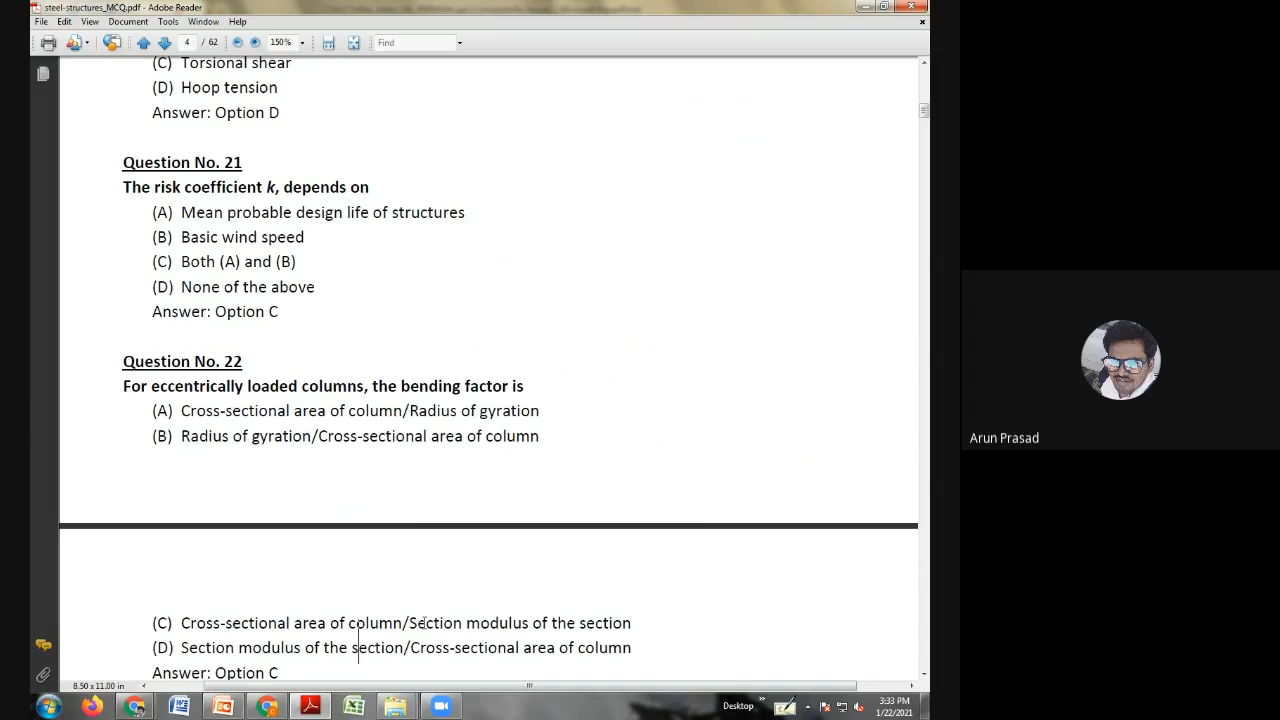 steel-structures_MCQ.pdf - Adobe Reader
File Edit View Document Tools Window Help
4 / 62 150% Find
(C) Torsional shear
(D) Hoop tension
Answer: Option D
Question No. 21
The risk coefficient k, depends on
(A) Mean probable design life of structures
(B) Basic wind speed
(C) Both (A) and (B)
(D) None of the above
Answer: Option C
Question No. 22
For eccentrically loaded columns, the bending factor is
(A) Cross-sectional area of column/Radius of gyration
(B) Radius of gyration/Cross-sectional area of column
(C) Cross-sectional area of column/Section modulus of the section
(D) Section modulus of the section/Cross-sectional area of column
Answer: Option C
8.50 x 11.00 in
Arun Prasad
Desktop
3:33 PM
1/22/2021